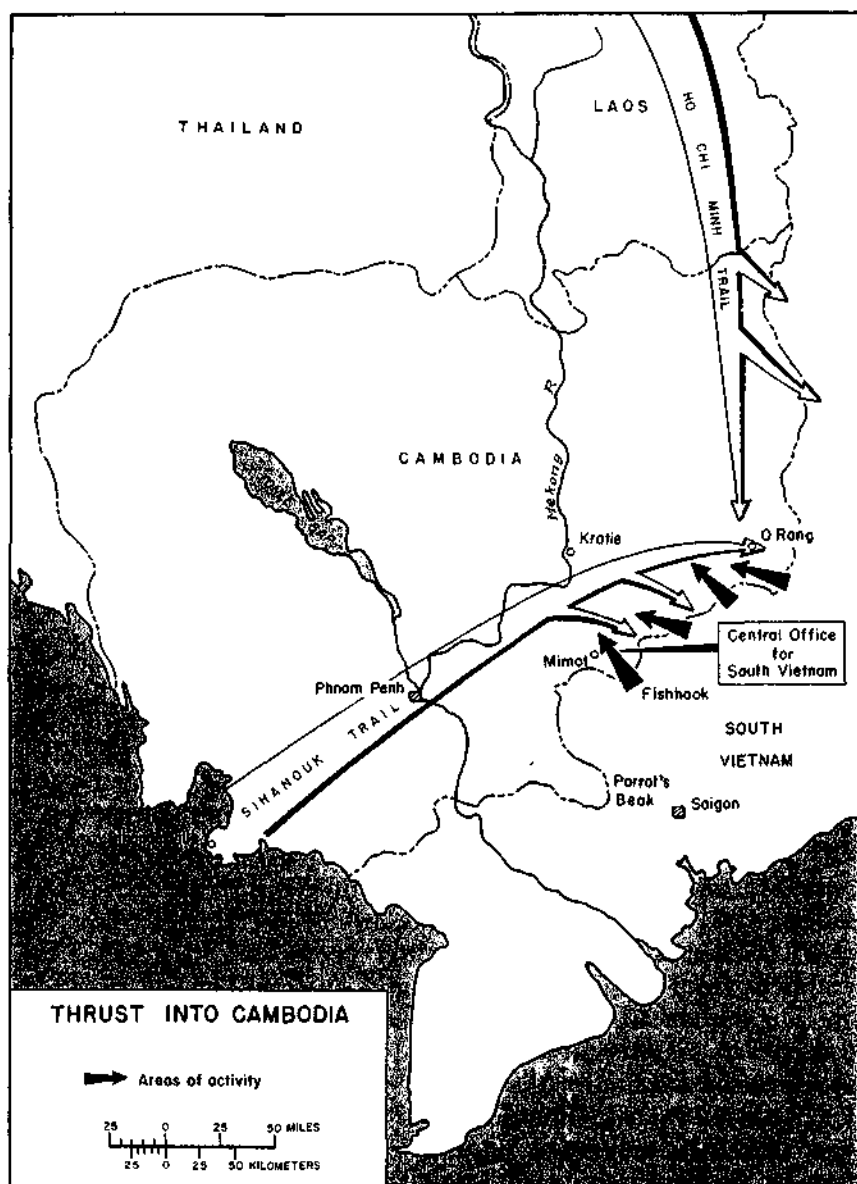 THAILAND
LAOS
HO CHI MINH TRAIL
CAMBODIA
Mekong R
Kratie
O Rang
Central Office
for
South Vietnam
Mimot
Fishhook
Phnom Penh
SIHANOUK TRAIL
SOUTH
VIETNAM
Parrot's
Beak
Saigon
THRUST INTO CAMBODIA
Areas of activity
25 0 25 50 MILES
25 0 25 50 KILOMETERS